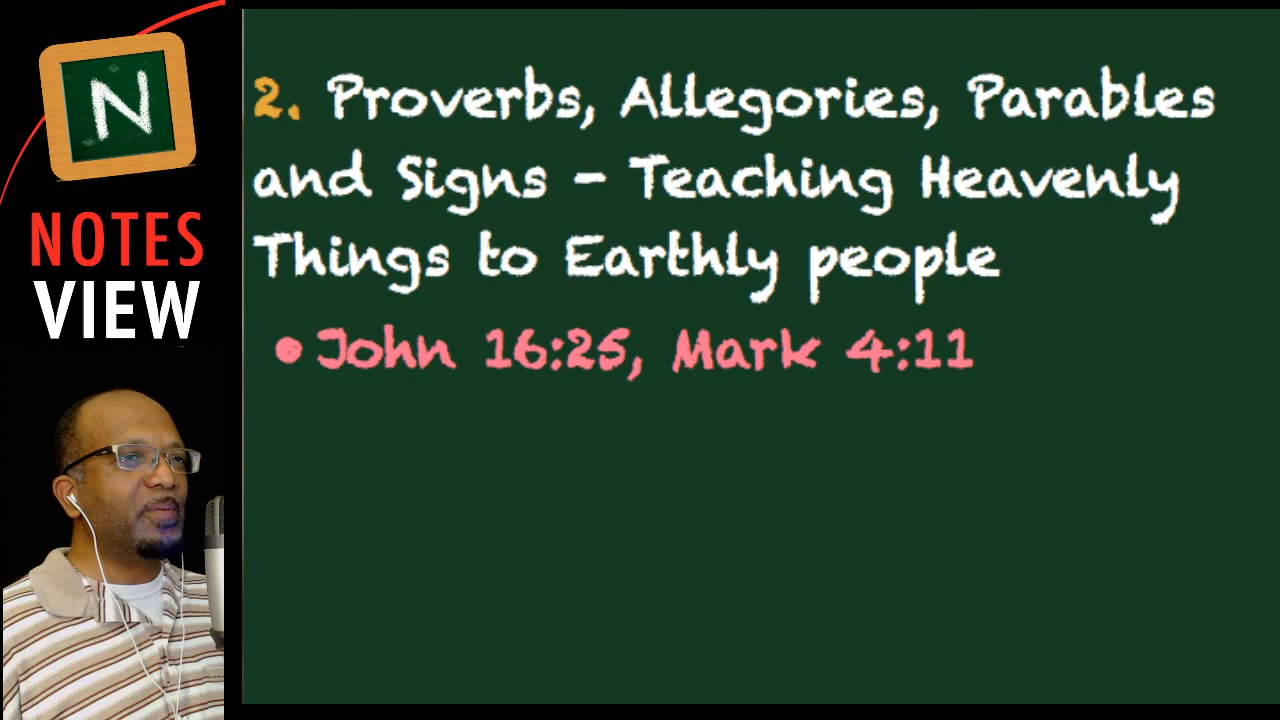 N
NOTES
VIEW
2. Proverbs, Allegories, Parables
and Signs - Teaching Heavenly
Things to Earthly people
• John 16:25, Mark 4:11